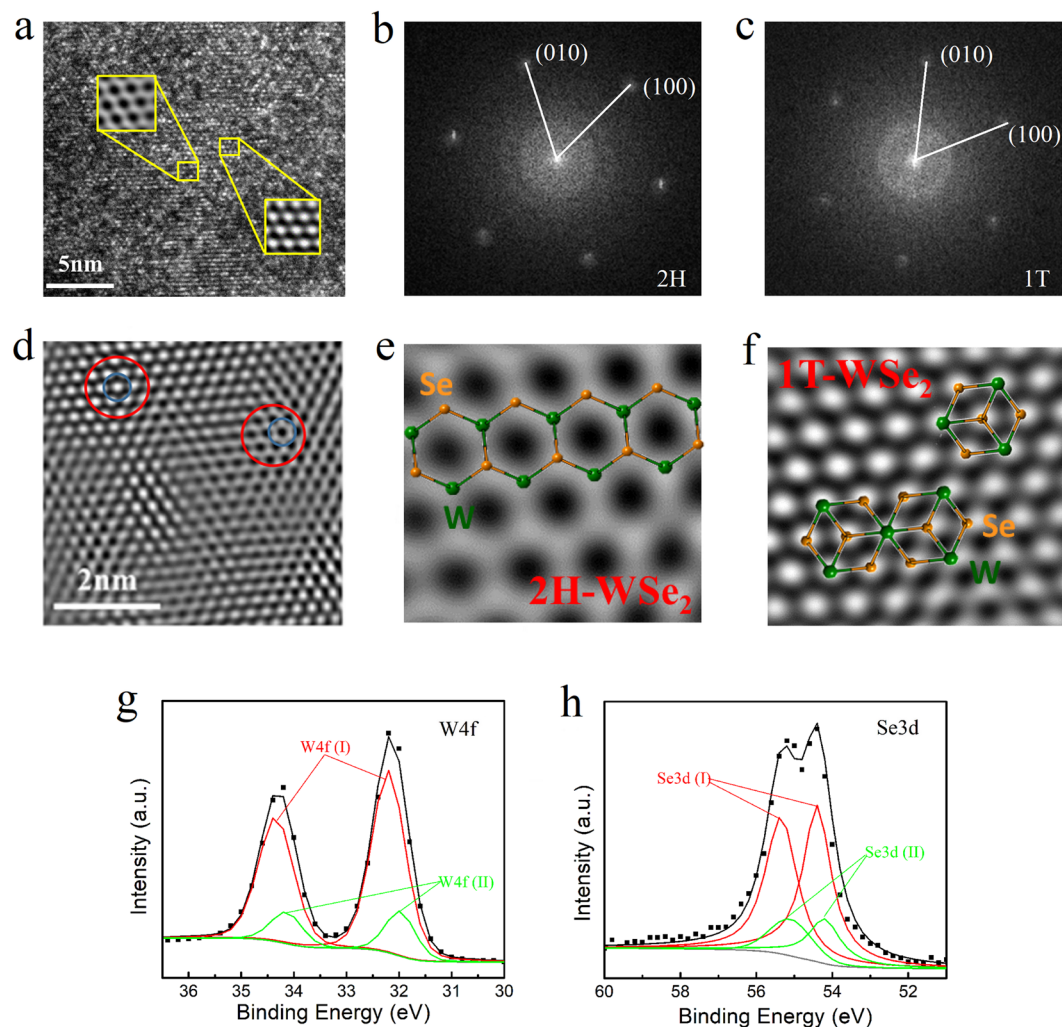 a
5nm
b
(010)
(100)
2H
c
(010)
(100)
1T
d
2nm
e
Se
W
2H-WSe₂
f
1T-WSe₂
Se
W
g
W4f
W4f (I)
W4f (II)
Intensity (a.u.)
36 35 34 33 32 31 30
Binding Energy (eV)
h
Se3d
Se3d (I)
Se3d (II)
Intensity (a.u.)
60 58 56 54 52
Binding Energy (eV)